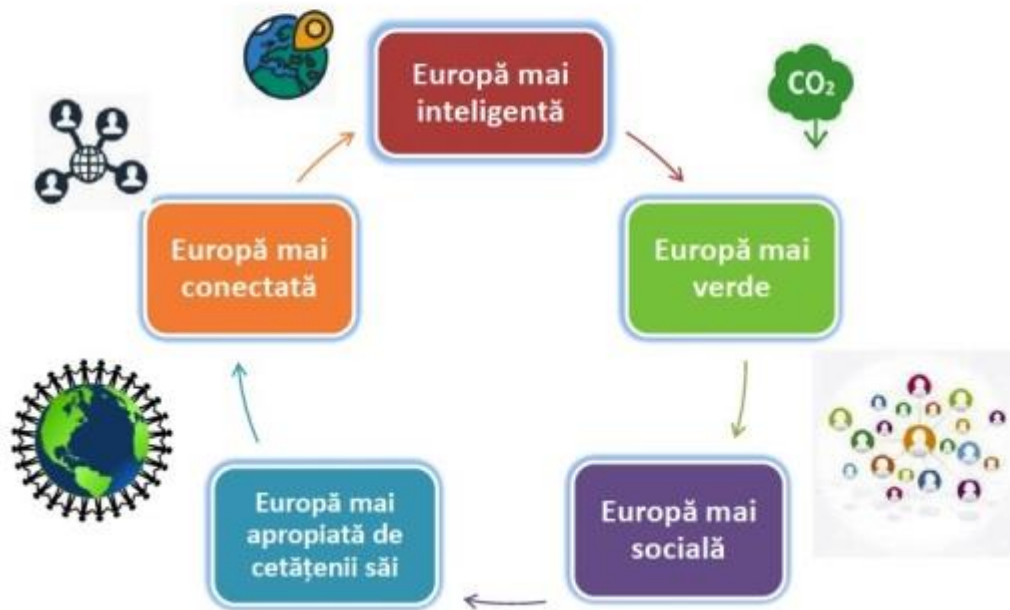 Europă mai
inteligentă
CO₂
Europă mai
verde
Europă mai
socială
Europă mai
apropiată de
cetățenii săi
Europă mai
conectată